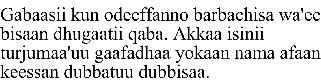 Gabaasii kun odeeffanno barbachisa wa'ee
bisaan dhugaatii qaba. Akkaa isinii
turjumaa'uu gaafadhaa yokaan nama afaan
keessan dubbatuu dubbisaa.